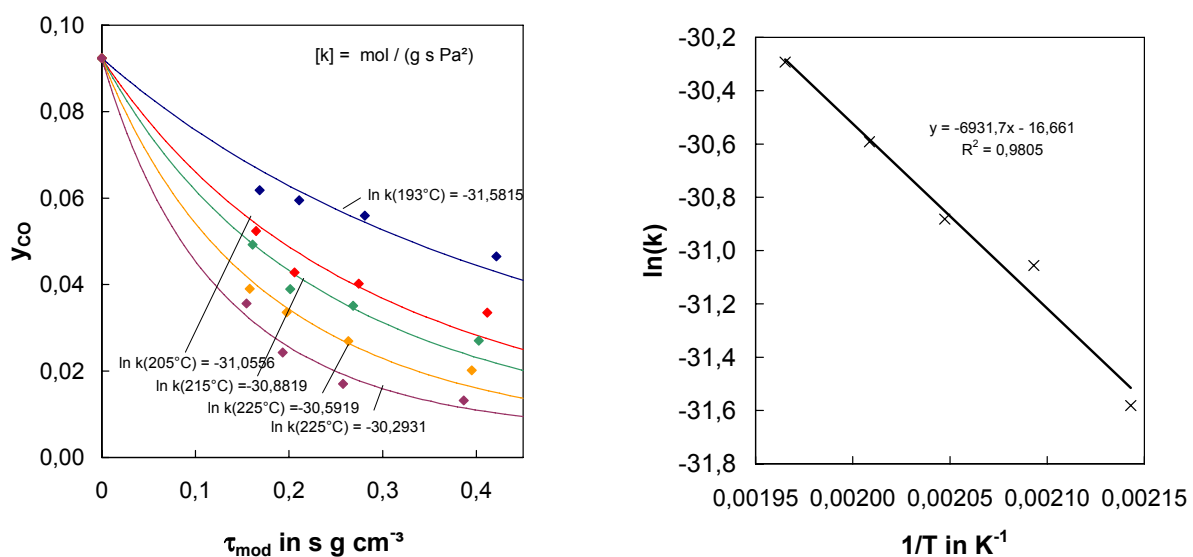 [k] = mol / (g s Pa²)
0,10
0,08
0,06
0,04
0,02
0,00
yCO
ln k(193°C) = -31,5815
ln k(205°C) = -31,0556
ln k(215°C) = -30,8819
ln k(225°C) =-30,5919
ln k(225°C) =-30,2931
0 0,1 0,2 0,3 0,4
τmod in s g cm⁻³
-30,2
-30,4
-30,6
-30,8
-31,0
-31,2
-31,4
-31,6
-31,8
ln(k)
y = -6931,7x - 16,661
R² = 0,9805
0,00195 0,00200 0,00205 0,00210 0,00215
1/T in K⁻¹